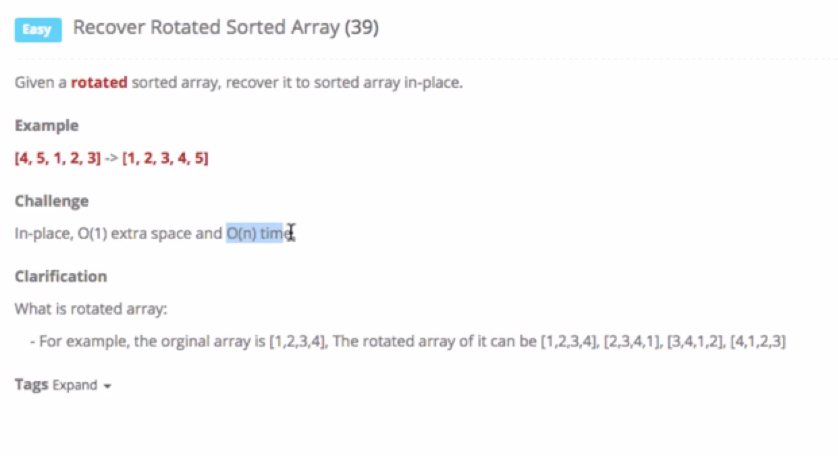 Easy Recover Rotated Sorted Array (39)
Given a rotated sorted array, recover it to sorted array in-place.
Example
[4, 5, 1, 2, 3] -> [1, 2, 3, 4, 5]
Challenge
In-place, O(1) extra space and O(n) time.
Clarification
What is rotated array:
- For example, the orginal array is [1,2,3,4], The rotated array of it can be [1,2,3,4], [2,3,4,1], [3,4,1,2], [4,1,2,3]
Tags Expand